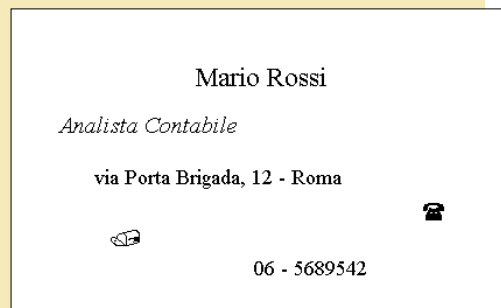 Mario Rossi
Analista Contabile
via Porta Brigada, 12 - Roma
06 - 5689542